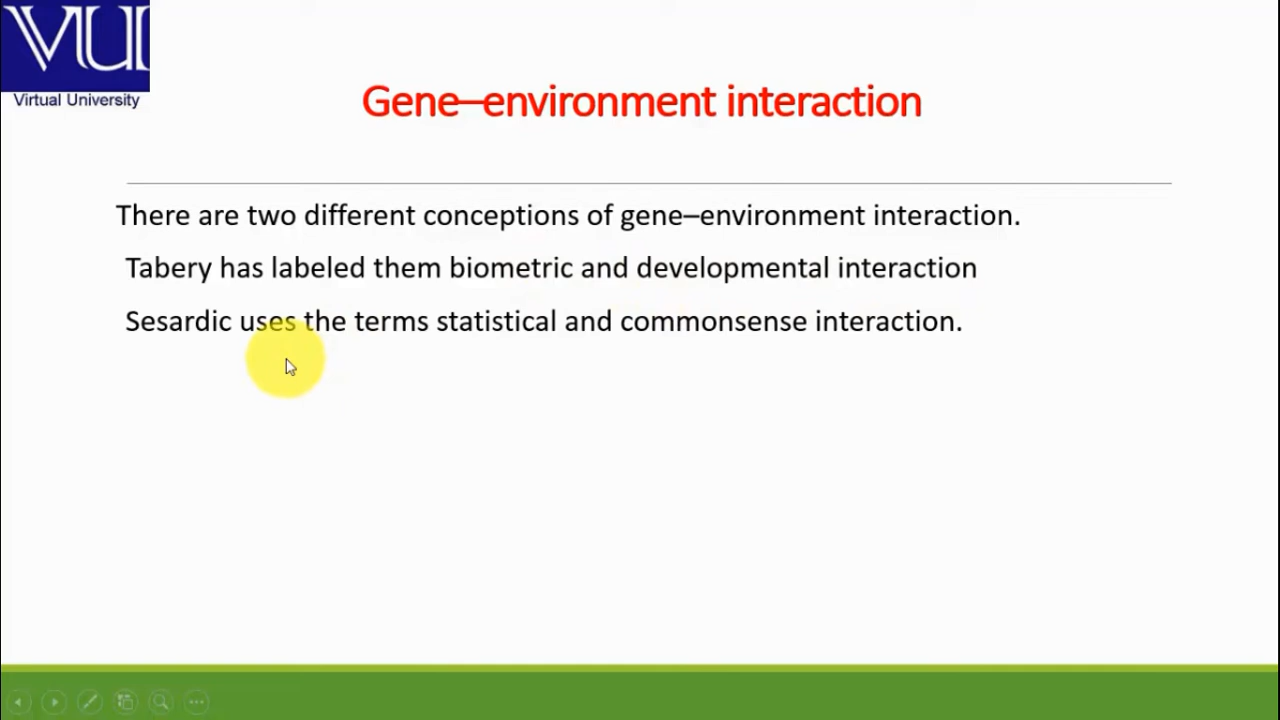 VU
Virtual University
Gene–environment interaction
There are two different conceptions of gene–environment interaction.
Tabery has labeled them biometric and developmental interaction
Sesardic uses the terms statistical and commonsense interaction.